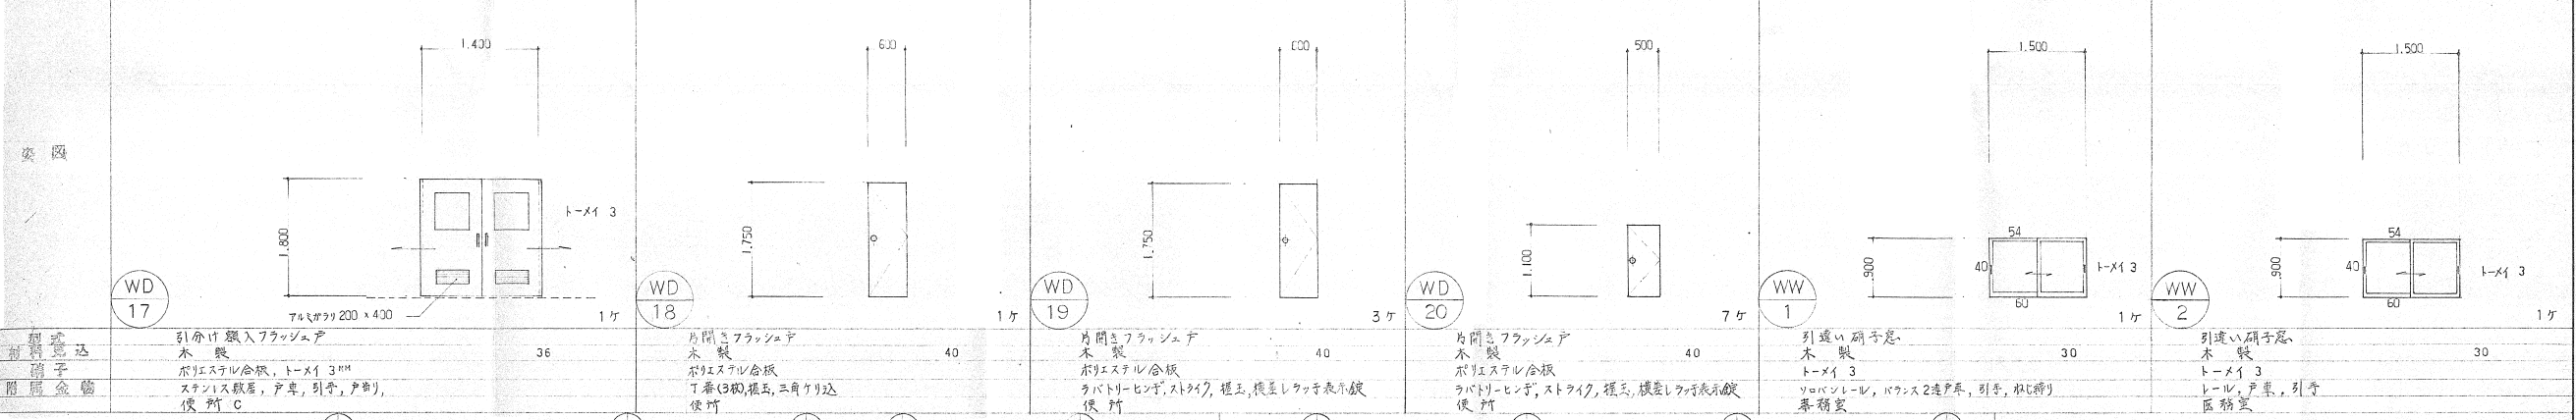 姿 図
1,400
1,800
トーメイ 3
アルミガラリ 200 × 400
WD
17
1ケ
600
1,750
WD
18
1ケ
600
1,750
WD
19
3ケ
500
1,100
WD
20
7ケ
1,500
900
54
40
60
トーメイ 3
WW
1
1ケ
1,500
900
54
40
60
トーメイ 3
WW
2
1ケ
型 式
材料見込
硝 子
附属金物
引分け額入フラッシュ戸
木 製 36
ポリエステル合板, トーメイ 3mm
ステンレス敷居, 戸車, 引手, 戸当り,
便所 C
片開きフラッシュ戸
木 製 40
ポリエステル合板
丁番(3枚), 握玉, 三角ケリ込
便所
片開きフラッシュ戸
木 製 40
ポリエステル合板
ラバトリーヒンヂ, ストライク, 握玉, 横差しラッチ表示錠
便所
片開きフラッシュ戸
木 製 40
ポリエステル合板
ラバトリーヒンヂ, ストライク, 握玉, 横差しラッチ表示錠
便所
引違い硝子窓
木 製 30
トーメイ 3
ソロバンレール, バランス2連戸車, 引手, ねじ締り
事務室
引違い硝子窓
木 製 30
トーメイ 3
レール, 戸車, 引手
医務室